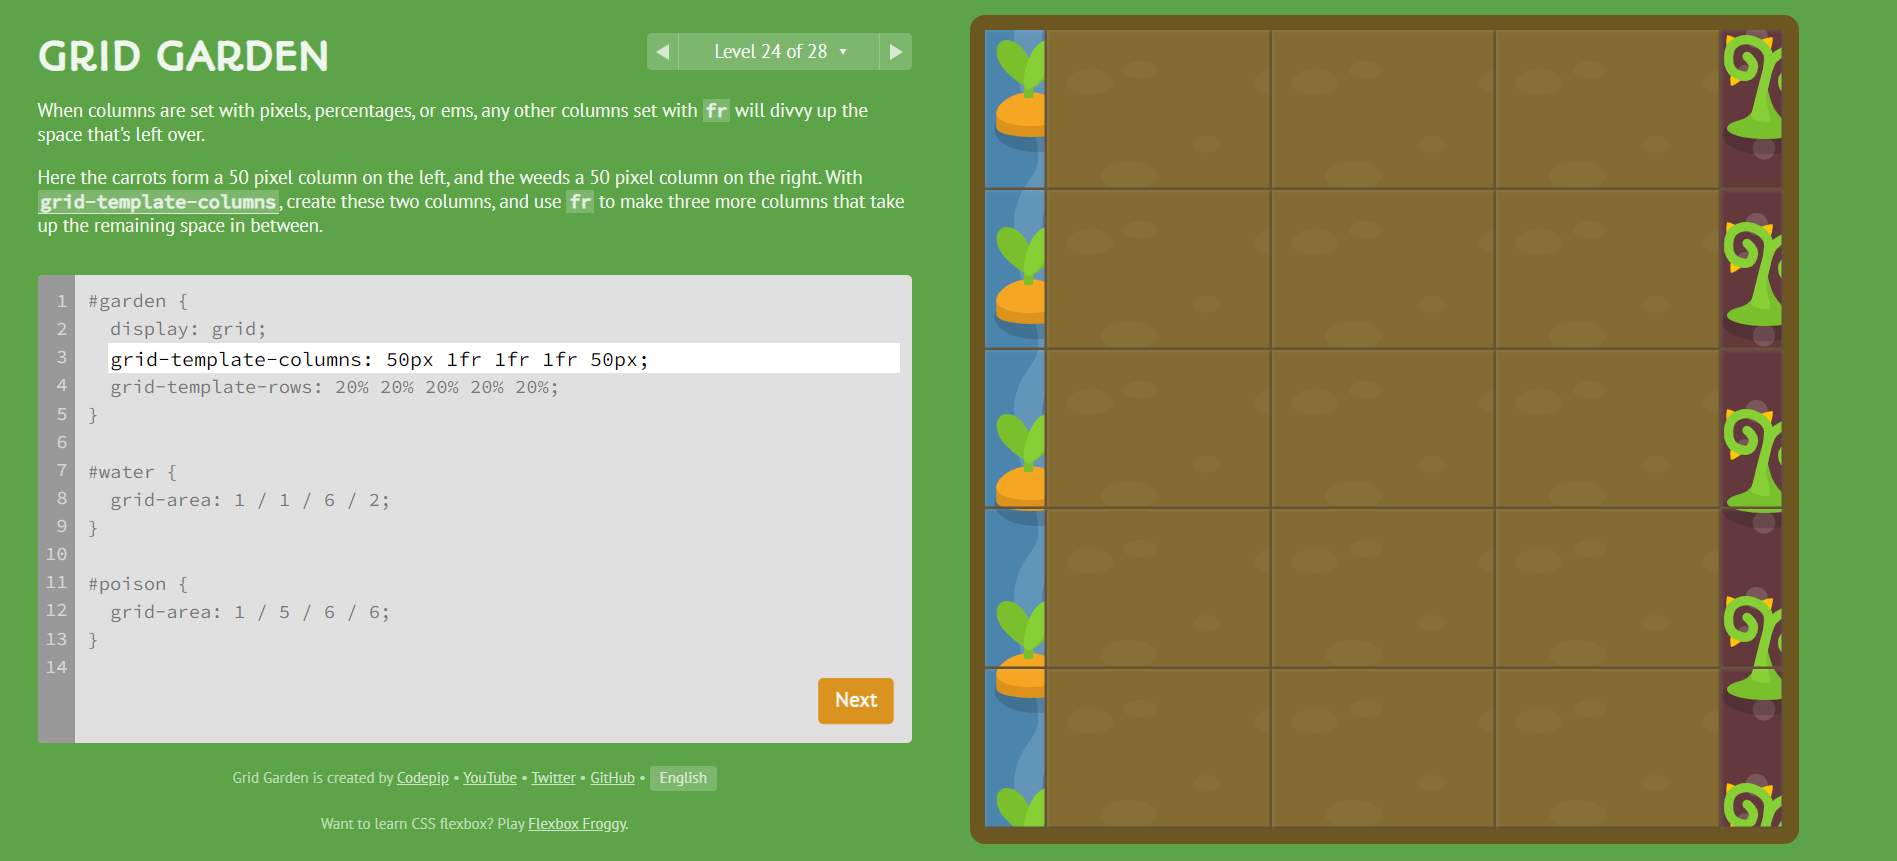 GRID GARDEN
◀ Level 24 of 28 ▾ ▶
When columns are set with pixels, percentages, or ems, any other columns set with fr will divvy up the
space that's left over.
Here the carrots form a 50 pixel column on the left, and the weeds a 50 pixel column on the right. With
grid-template-columns, create these two columns, and use fr to make three more columns that take
up the remaining space in between.
1 #garden {
2 display: grid;
3 grid-template-columns: 50px 1fr 1fr 1fr 50px;
4 grid-template-rows: 20% 20% 20% 20% 20%;
5 }
6
7 #water {
8 grid-area: 1 / 1 / 6 / 2;
9 }
10
11 #poison {
12 grid-area: 1 / 5 / 6 / 6;
13 }
14
Next
Grid Garden is created by Codepip • YouTube • Twitter • GitHub • English
Want to learn CSS flexbox? Play Flexbox Froggy.